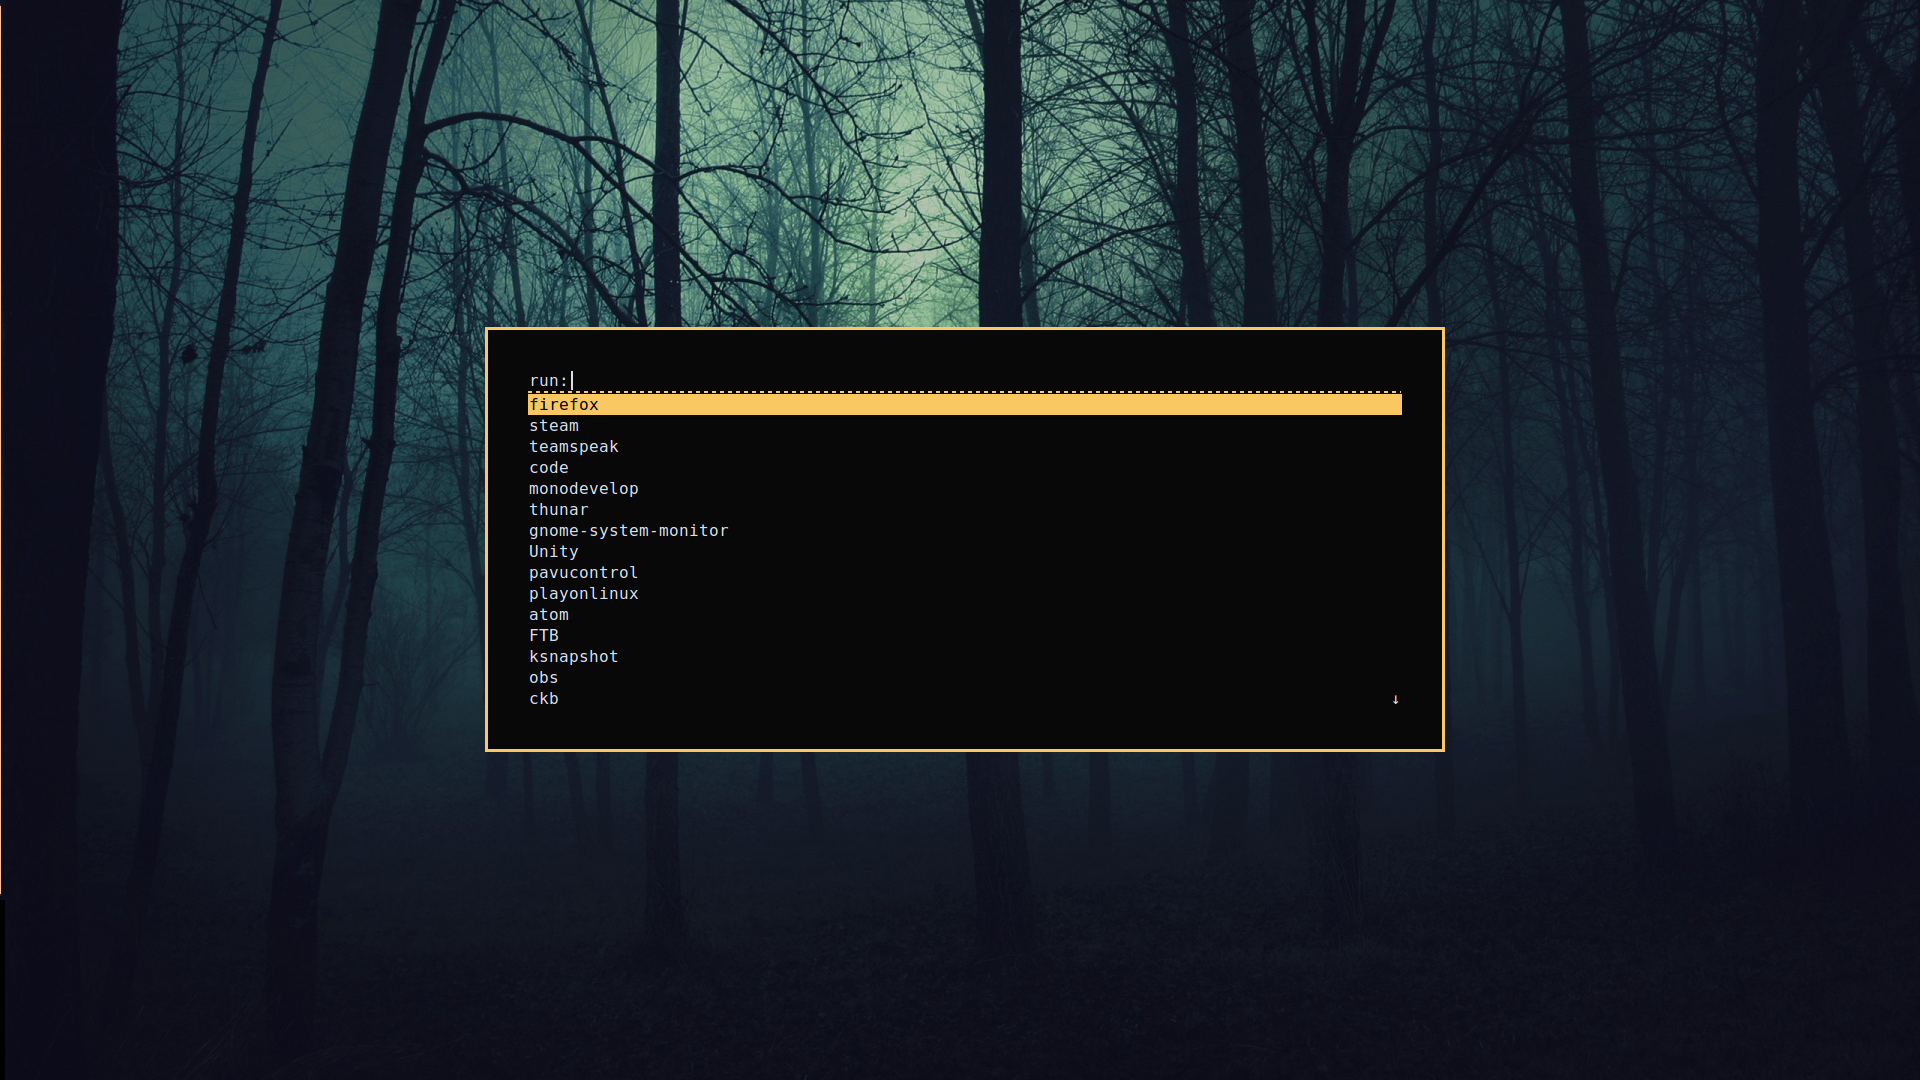 run:
firefox
steam
teamspeak
code
monodevelop
thunar
gnome-system-monitor
Unity
pavucontrol
playonlinux
atom
FTB
ksnapshot
obs
ckb ↓